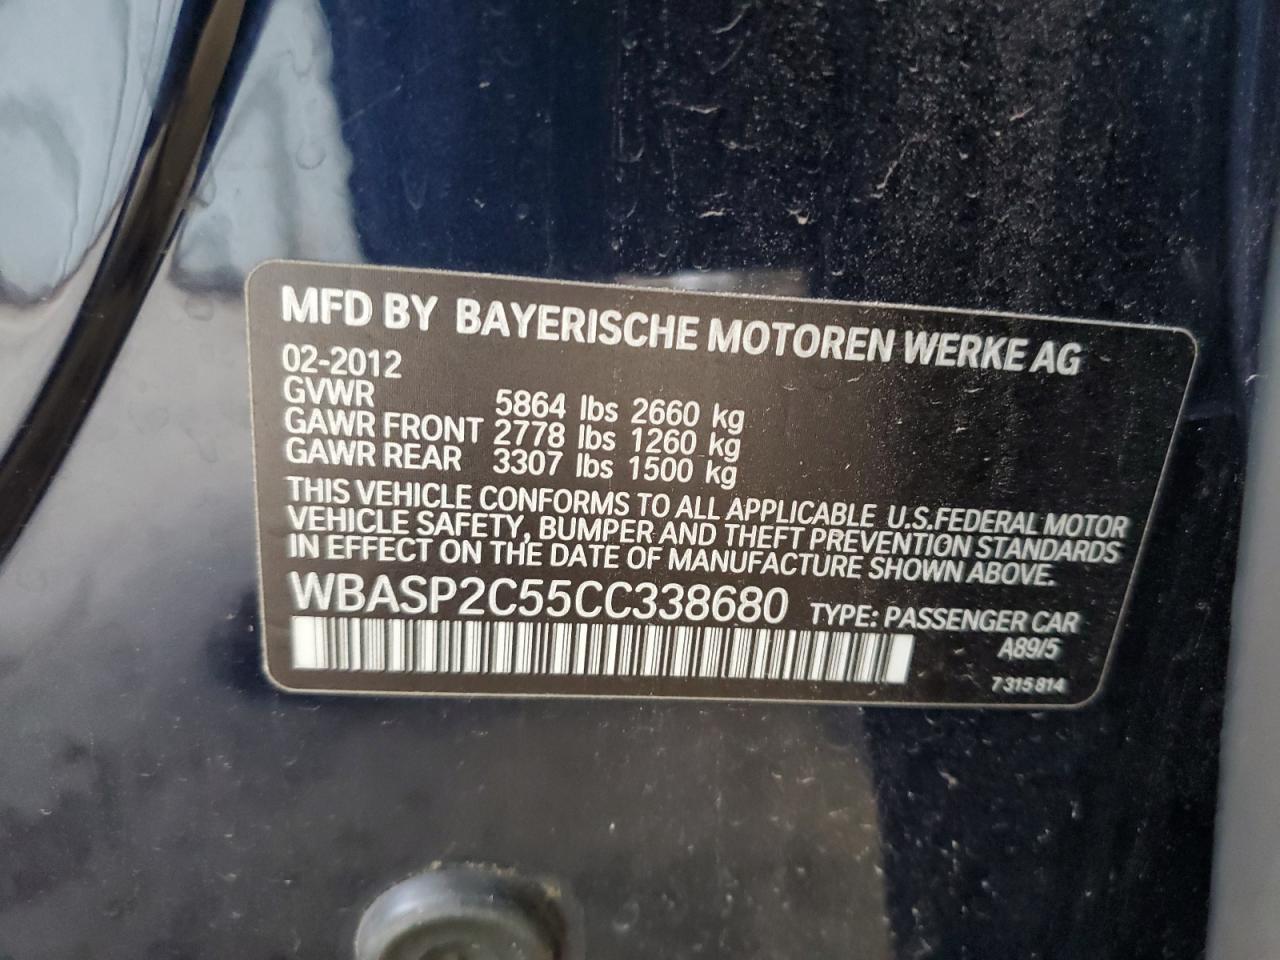 MFD BY BAYERISCHE MOTOREN WERKE AG
02-2012
GVWR 5864 lbs 2660 kg
GAWR FRONT 2778 lbs 1260 kg
GAWR REAR 3307 lbs 1500 kg
THIS VEHICLE CONFORMS TO ALL APPLICABLE U.S.FEDERAL MOTOR
VEHICLE SAFETY, BUMPER AND THEFT PREVENTION STANDARDS
IN EFFECT ON THE DATE OF MANUFACTURE SHOWN ABOVE.
WBASP2C55CC338680 TYPE: PASSENGER CAR
A89/5
7 315 814